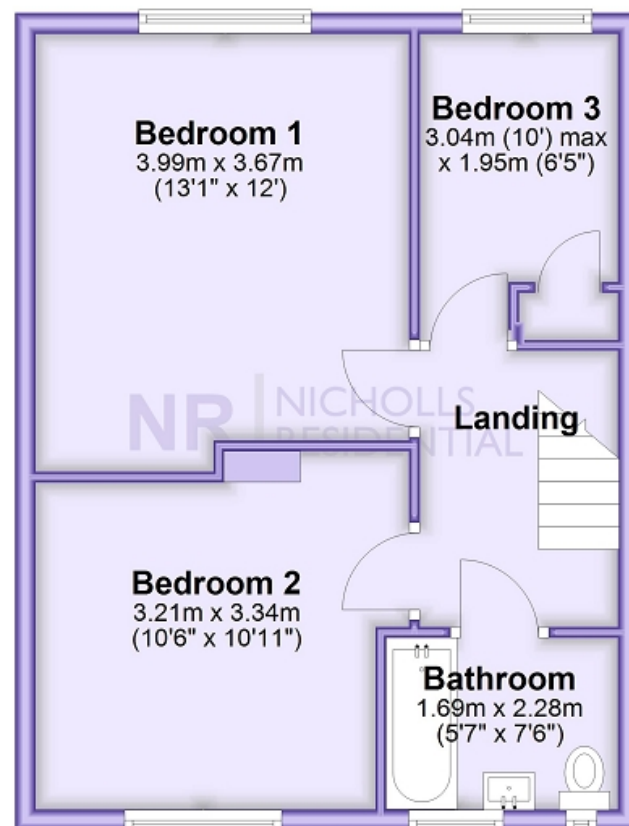 Bedroom 1
3.99m x 3.67m
(13'1" x 12')
Bedroom 3
3.04m (10') max
x 1.95m (6'5")
NR NICHOLLS
RESIDENTIAL
Landing
Bedroom 2
3.21m x 3.34m
(10'6" x 10'11")
Bathroom
1.69m x 2.28m
(5'7" x 7'6")